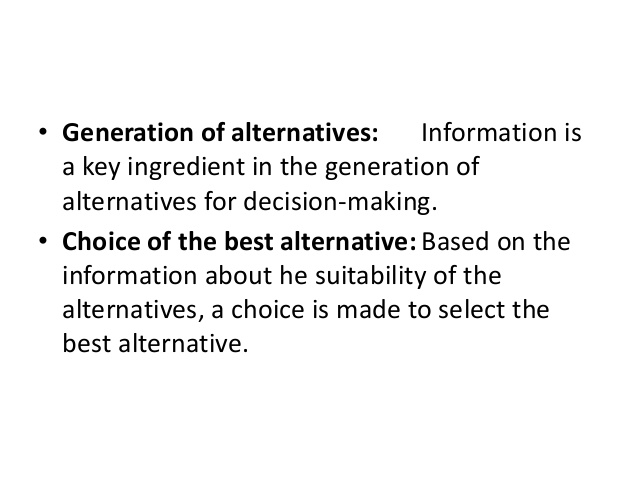 • Generation of alternatives: Information is
a key ingredient in the generation of
alternatives for decision-making.
• Choice of the best alternative: Based on the
information about he suitability of the
alternatives, a choice is made to select the
best alternative.